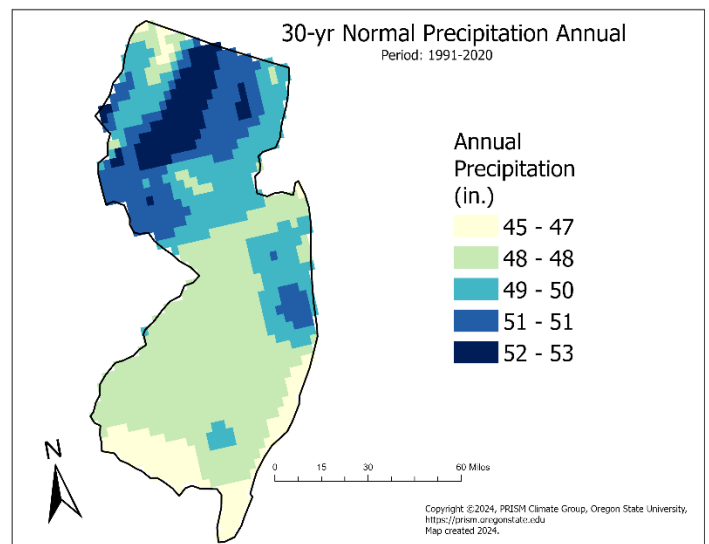 30-yr Normal Precipitation Annual
Period: 1991-2020
Annual
Precipitation
(in.)
45 - 47
48 - 48
49 - 50
51 - 51
52 - 53
N
0 15 30 60 Milos
Copyright ©2024, PRISM Climate Group, Oregon State University,
https://prism.oregonstate.edu
Map created 2024.